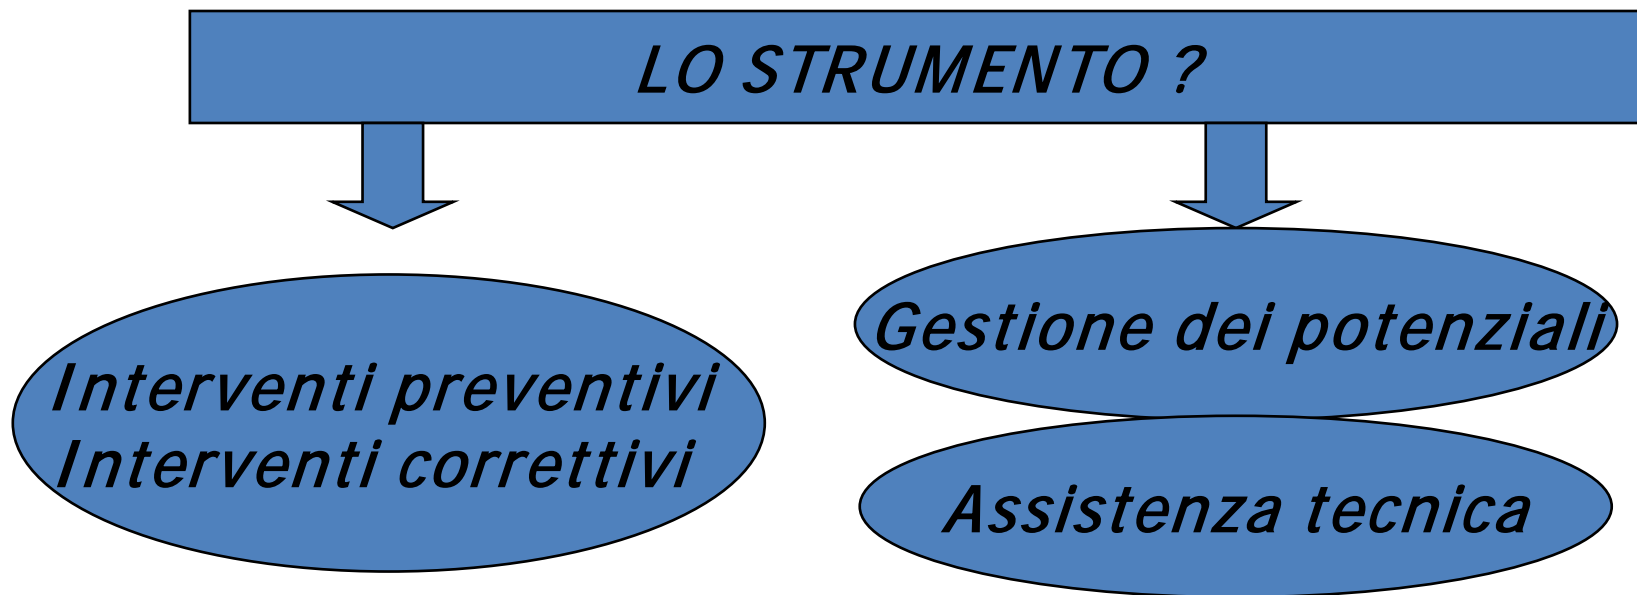 LO STRUMENTO ?
Interventi preventivi
Interventi correttivi
Gestione dei potenziali
Assistenza tecnica